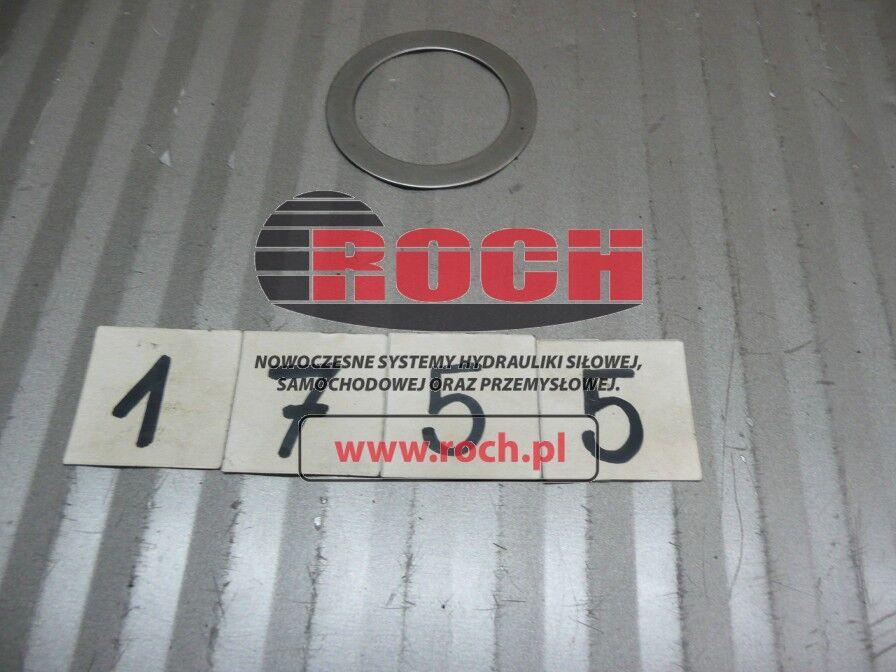 ROCH
NOWOCZESNE SYSTEMY HYDRAULIKI SIŁOWEJ,
SAMOCHODOWEJ ORAZ PRZEMYSŁOWEJ.
1 7 5 5
www.roch.pl